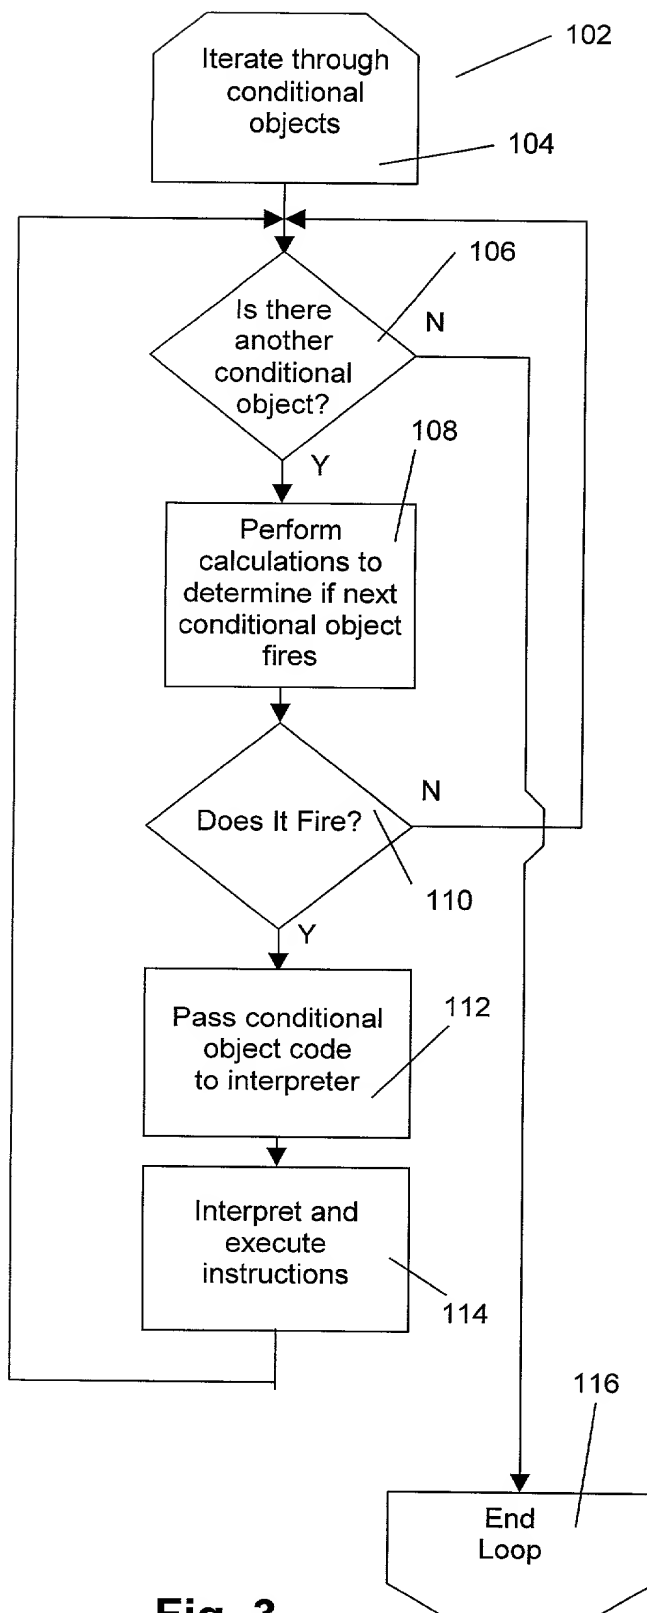 102
Iterate through
conditional
objects
104
106
Is there
another
conditional
object?
N
Y
108
Perform
calculations to
determine if next
conditional object
fires
Does It Fire?
N
110
Y
112
Pass conditional
object code
to interpreter
Interpret and
execute
instructions
114
116
End
Loop
Fig. 3